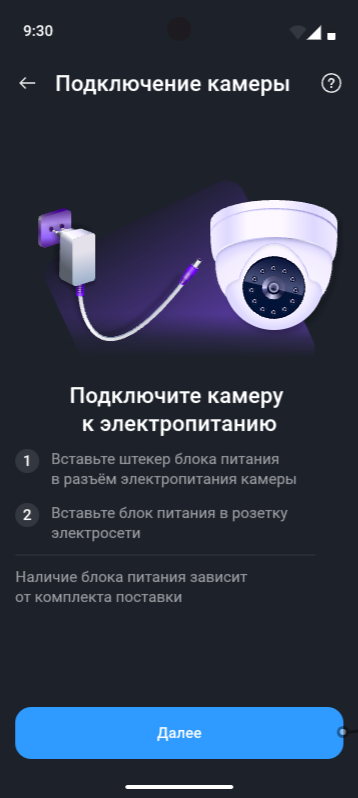 9:30
Подключение камеры
Подключите камеру
к электропитанию
1 Вставьте штекер блока питания
в разъём электропитания камеры
2 Вставьте блок питания в розетку
электросети
Наличие блока питания зависит
от комплекта поставки
Далее